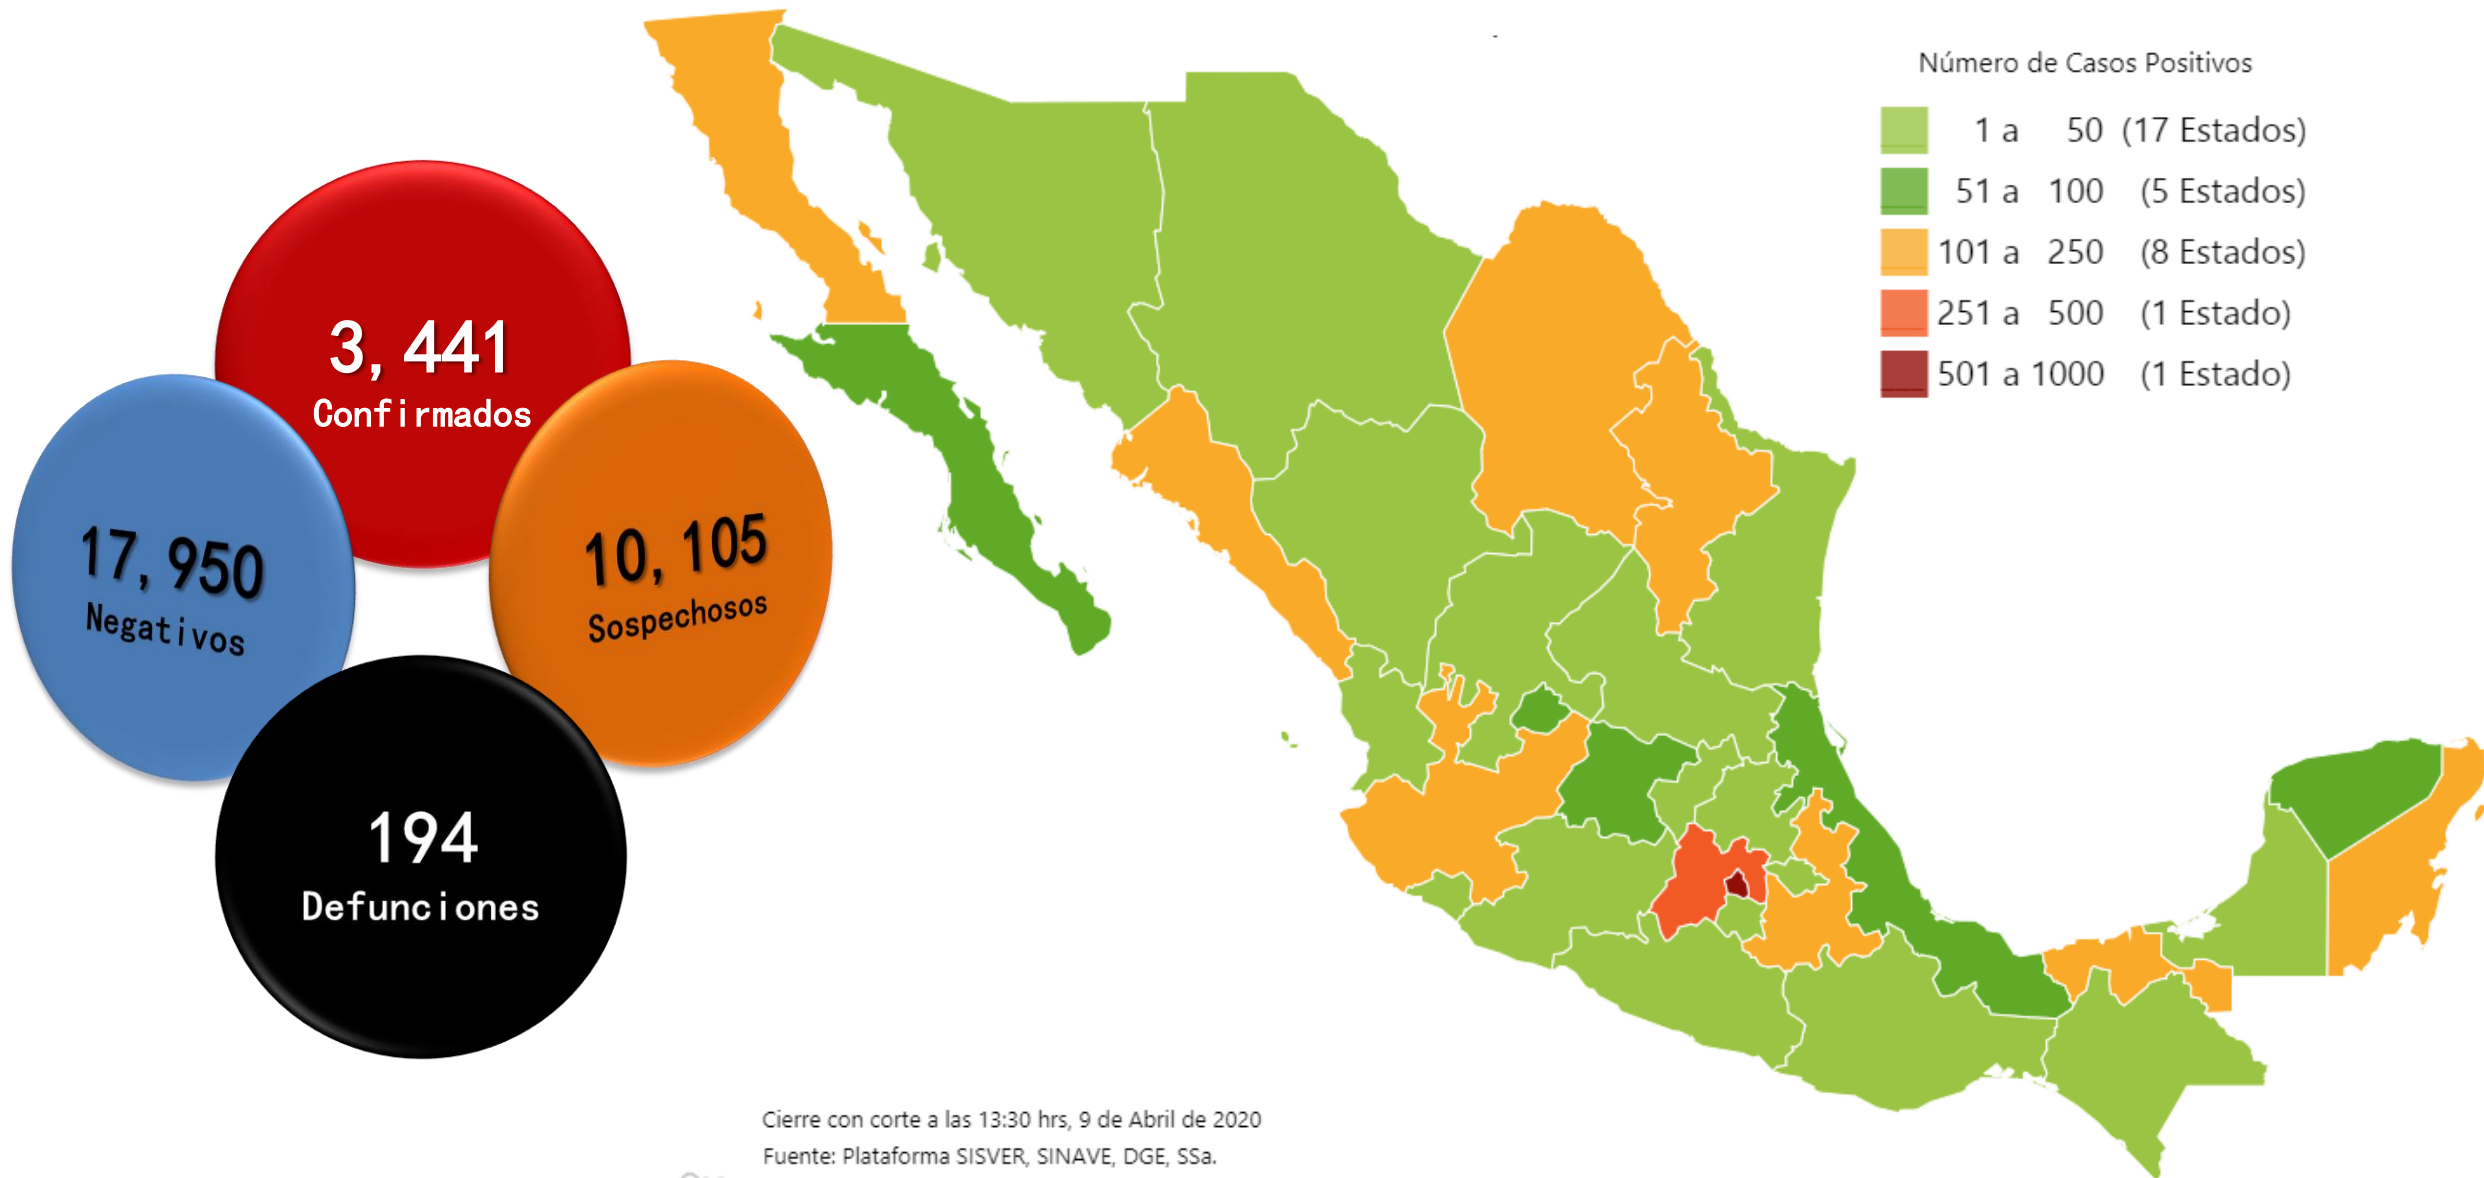 3,441
Confirmados
17,950
Negativos
10,105
Sospechosos
194
Defunciones
Número de Casos Positivos
1 a 50 (17 Estados)
51 a 100 (5 Estados)
101 a 250 (8 Estados)
251 a 500 (1 Estado)
501 a 1000 (1 Estado)
Cierre con corte a las 13:30 hrs, 9 de Abril de 2020
Fuente: Plataforma SISVER, SINAVE, DGE, SSa.